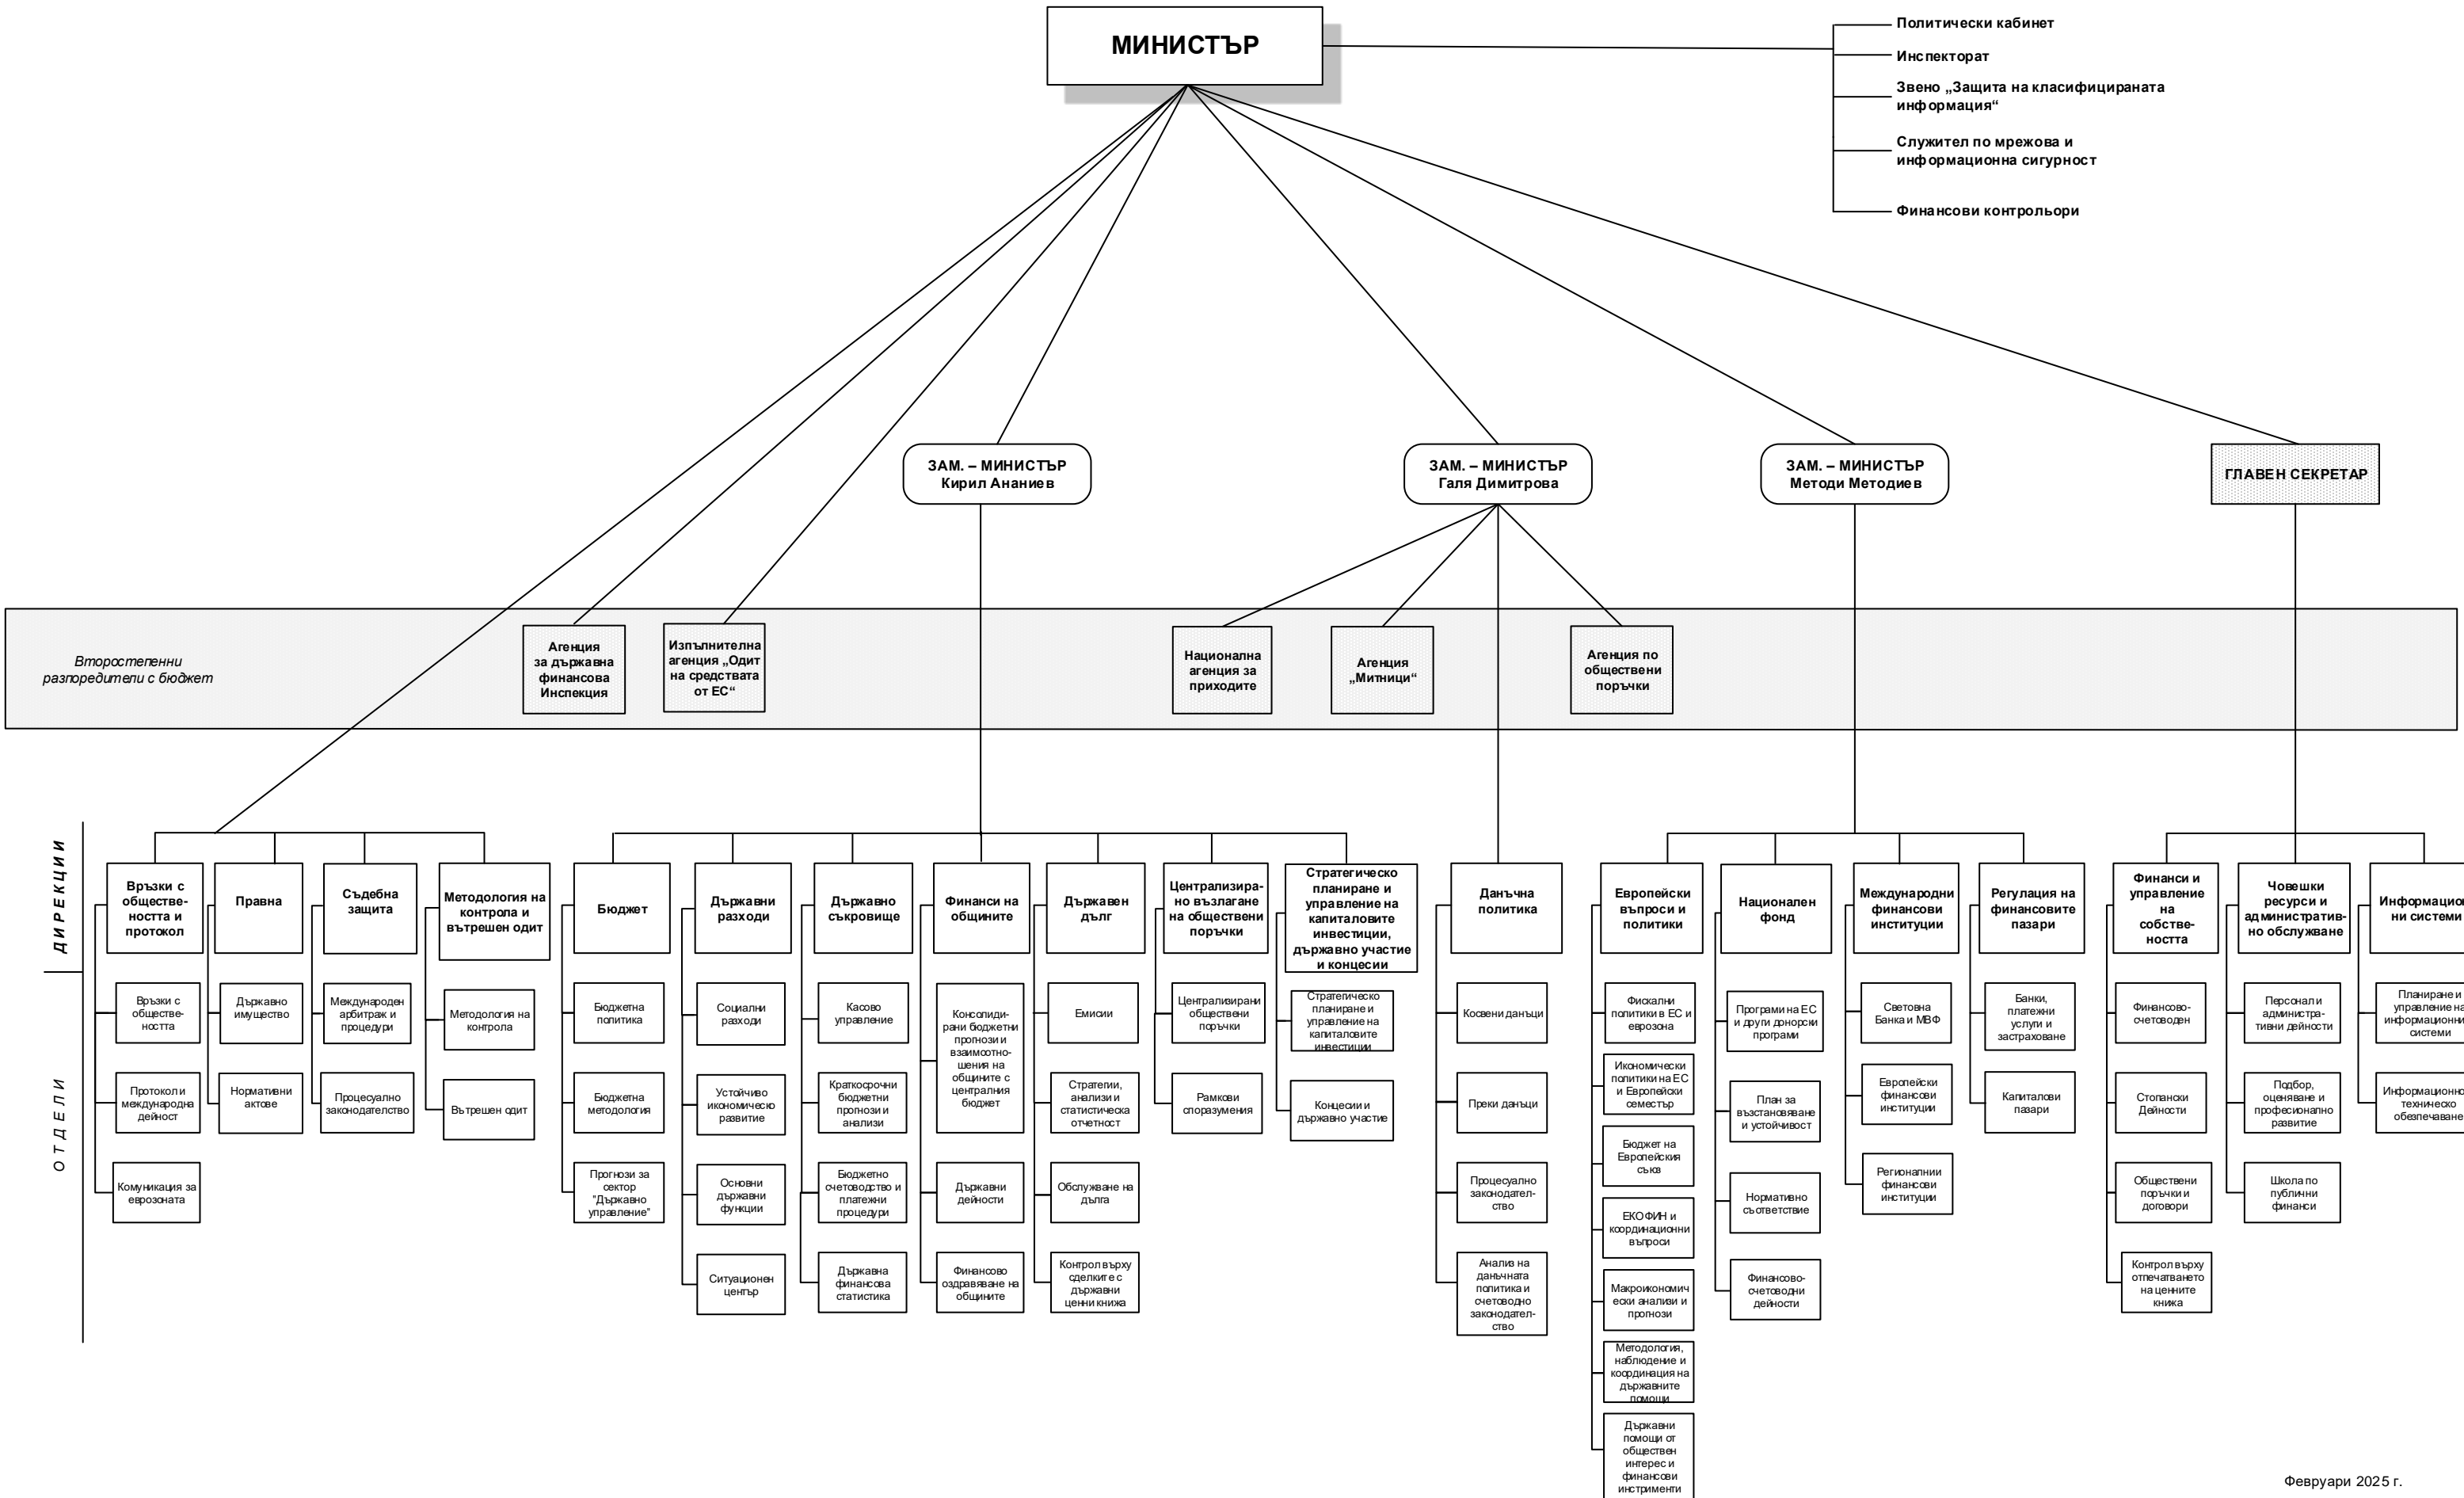 МИНИСТЪР
Политически кабинет
Инспекторат
Звено „Защита на класифицираната
информация“
Служител по мрежова и
информационна сигурност
Финансови контрольори
ЗАМ. – МИНИСТЪР
Кирил Ананиев
ЗАМ. – МИНИСТЪР
Галя Димитрова
ЗАМ. – МИНИСТЪР
Методи Методиев
ГЛАВЕН СЕКРЕТАР
Второстепенни
разпоредители с бюджет
Агенция
за държавна
финансова
Инспекция
Изпълнителна
агенция „Одит
на средствата
от ЕС“
Национална
агенция за
приходите
Агенция
„Митници“
Агенция по
обществени
поръчки
ДИРЕКЦИИ
Връзки с
обществе-
ността и
протокол
Правна
Съдебна
защита
Методология на
контрола и
вътрешен одит
Бюджет
Държавни
разходи
Държавно
съкровище
Финанси на
общините
Държавен
дълг
Централизира-
но възлагане
на обществени
поръчки
Стратегическо
планиране и
управление на
капиталовите
инвестиции,
държавно участие
и концесии
Данъчна
политика
Европейски
въпроси и
политики
Национален
фонд
Международни
финансови
институции
Регулация на
финансовите
пазари
Финанси и
управление
на
собстве-
ността
Човешки
ресурси и
административ-
но обслужване
Информацион
ни системи
ОТДЕЛИ
Връзки с
обществе-
ността
Протокол и
международна
дейност
Комуникация за
еврозоната
Държавно
имущество
Нормативни
актове
Международен
арбитраж и
процедури
Процесуално
законодателство
Методология на
контрола
Вътрешен одит
Бюджетна
политика
Бюджетна
методология
Прогнози за
сектор
"Държавно
управление"
Социални
разходи
Устойчиво
икономическо
развитие
Основни
държавни
функции
Ситуационен
център
Касово
управление
Краткосрочни
бюджетни
прогнози и
анализи
Бюджетно
счетоводство и
платежни
процедури
Държавна
финансова
статистика
Консолиди-
рани бюджетни
прогнози и
взаимоотно-
шения на
общините с
централния
бюджет
Държавни
дейности
Финансово
оздравяване на
общините
Емисии
Стратегии,
анализи и
статистическа
отчетност
Обслужване на
дълга
Контрол върху
сделките с
държавни
ценни книжа
Централизирани
обществени
поръчки
Рамкови
споразумения
Стратегическо
планиране и
управление на
капиталовите
инвестиции
Концесии и
държавно участие
Косвени данъци
Преки данъци
Процесуално
законодател-
ство
Анализ на
данъчната
политика и
счетоводно
законодател-
ство
Фискални
политики в ЕС и
еврозона
Икономически
политики на ЕС
и Европейски
семестър
Бюджет на
Европейския
съюз
ЕКОФИН и
координационни
въпроси
Макроикономич
ески анализи и
прогнози
Методология,
наблюдение и
координация на
държавните
помощи
Държавни
помощи от
обществен
интерес и
финансови
инстрименти
Програми на ЕС
и други донорски
програми
План за
възстановяване
и устойчивост
Нормативно
съответствие
Финансово-
счетоводни
дейности
Световна
Банка и МВФ
Европейски
финансови
институции
Регионалнии
финансови
институции
Банки,
платежни
услуги и
застраховане
Капиталови
пазари
Финансово-
счетоводен
Стопански
Дейности
Обществени
поръчки и
договори
Контрол върху
отпечатването
на ценните
книжа
Персонал и
администра-
тивни дейности
Подбор,
оценяване и
професионално
развитие
Школа по
публични
финанси
Планиране и
управление на
информационни
системи
Информационно
техническо
обезпечаване
Февруари 2025 г.